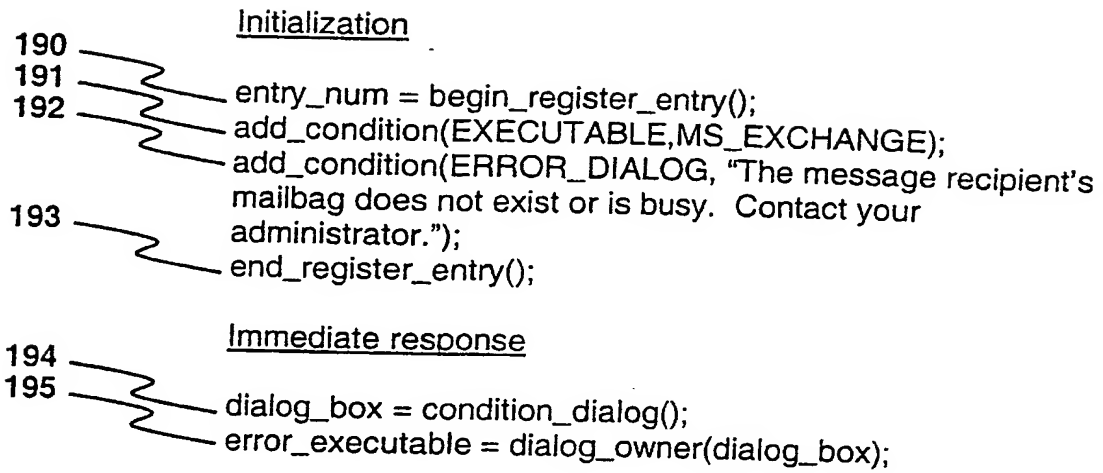 Initialization
190
191
192
entry_num = begin_register_entry();
add_condition(EXECUTABLE,MS_EXCHANGE);
add_condition(ERROR_DIALOG, "The message recipient's
mailbag does not exist or is busy. Contact your
administrator.");
193
end_register_entry();
Immediate response
194
195
dialog_box = condition_dialog();
error_executable = dialog_owner(dialog_box);